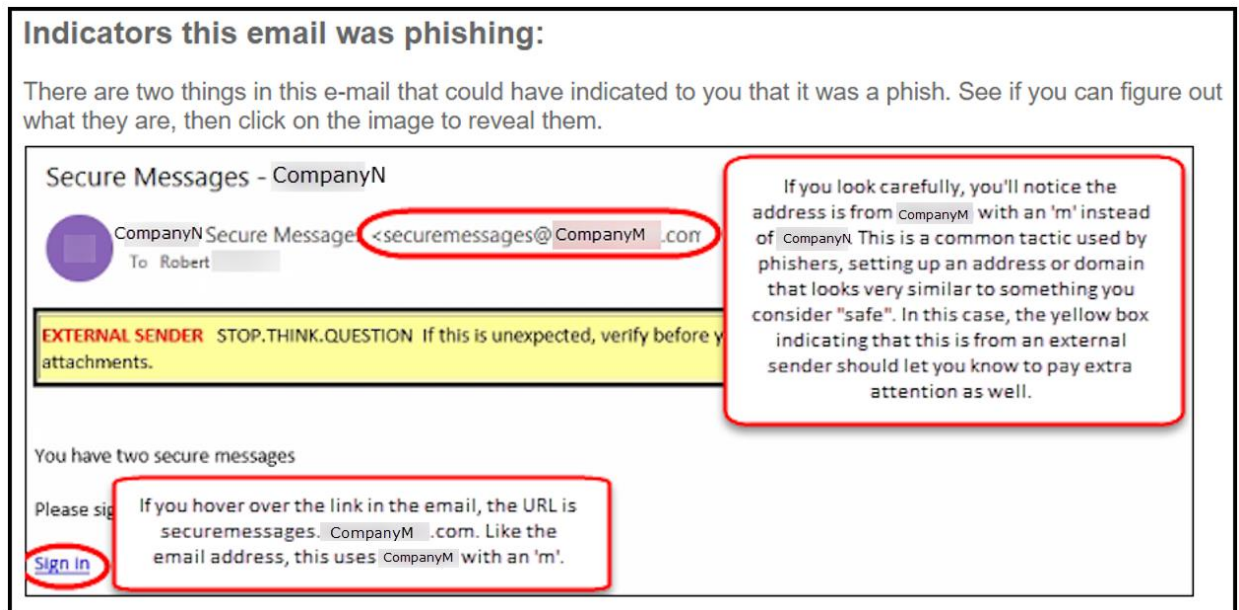 Indicators this email was phishing:
There are two things in this e-mail that could have indicated to you that it was a phish. See if you can figure out
what they are, then click on the image to reveal them.
Secure Messages - CompanyN
CompanyN Secure Messages <securemessages@ CompanyM .com
To Robert
EXTERNAL SENDER STOP.THINK.QUESTION If this is unexpected, verify before
attachments.
If you look carefully, you'll notice the
address is from CompanyM with an 'm' instead
of CompanyN. This is a common tactic used by
phishers, setting up an address or domain
that looks very similar to something you
consider "safe". In this case, the yellow box
indicating that this is from an external
sender should let you know to pay extra
attention as well.
You have two secure messages
Please
If you hover over the link in the email, the URL is
securemessages. CompanyM .com. Like the
email address, this uses CompanyM with an 'm'.
Sign in